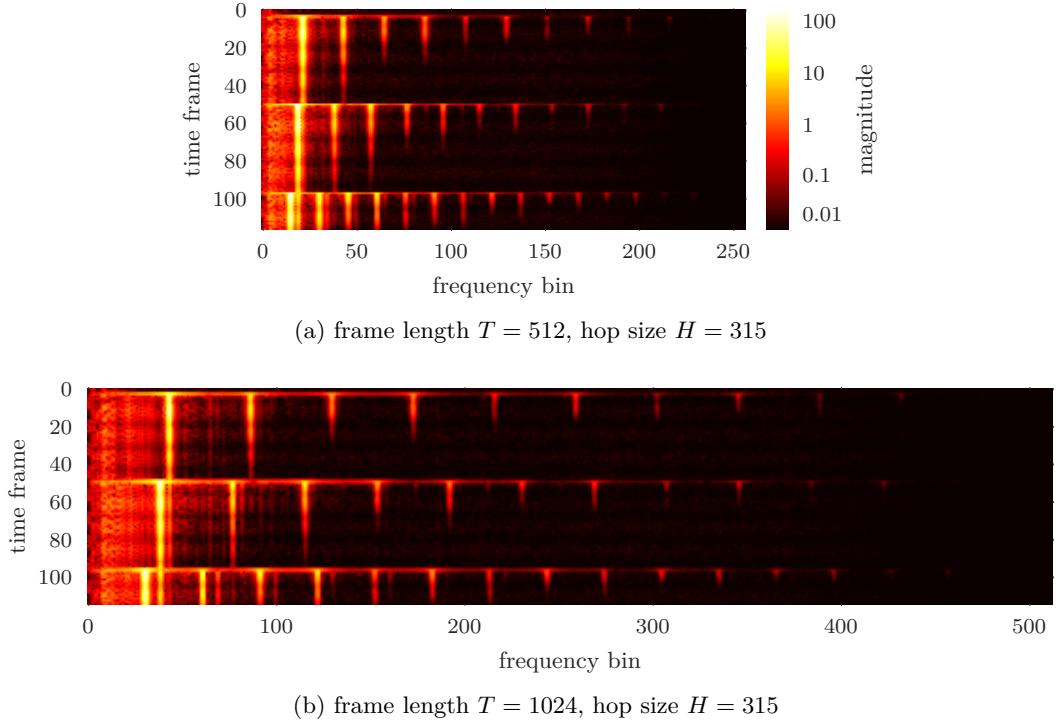 0
20
40
60
80
100
time frame
0 50 100 150 200 250
frequency bin
100
10
1
0.1
0.01
magnitude
(a) frame length T = 512, hop size H = 315
0
20
40
60
80
100
time frame
0 100 200 300 400 500
frequency bin
(b) frame length T = 1024, hop size H = 315